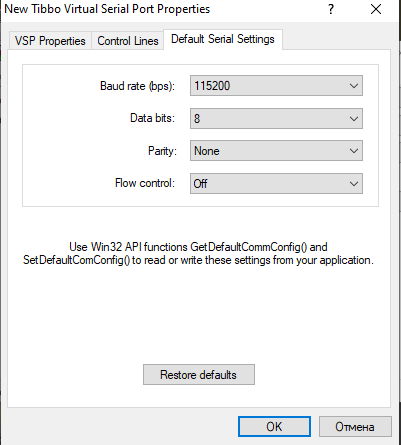 New Tibbo Virtual Serial Port Properties
VSP Properties Control Lines Default Serial Settings
Baud rate (bps): 115200
Data bits: 8
Parity: None
Flow control: Off
Use Win32 API functions GetDefaultCommConfig() and
SetDefaultComConfig() to read or write these settings from your application.
Restore defaults
OK Отмена